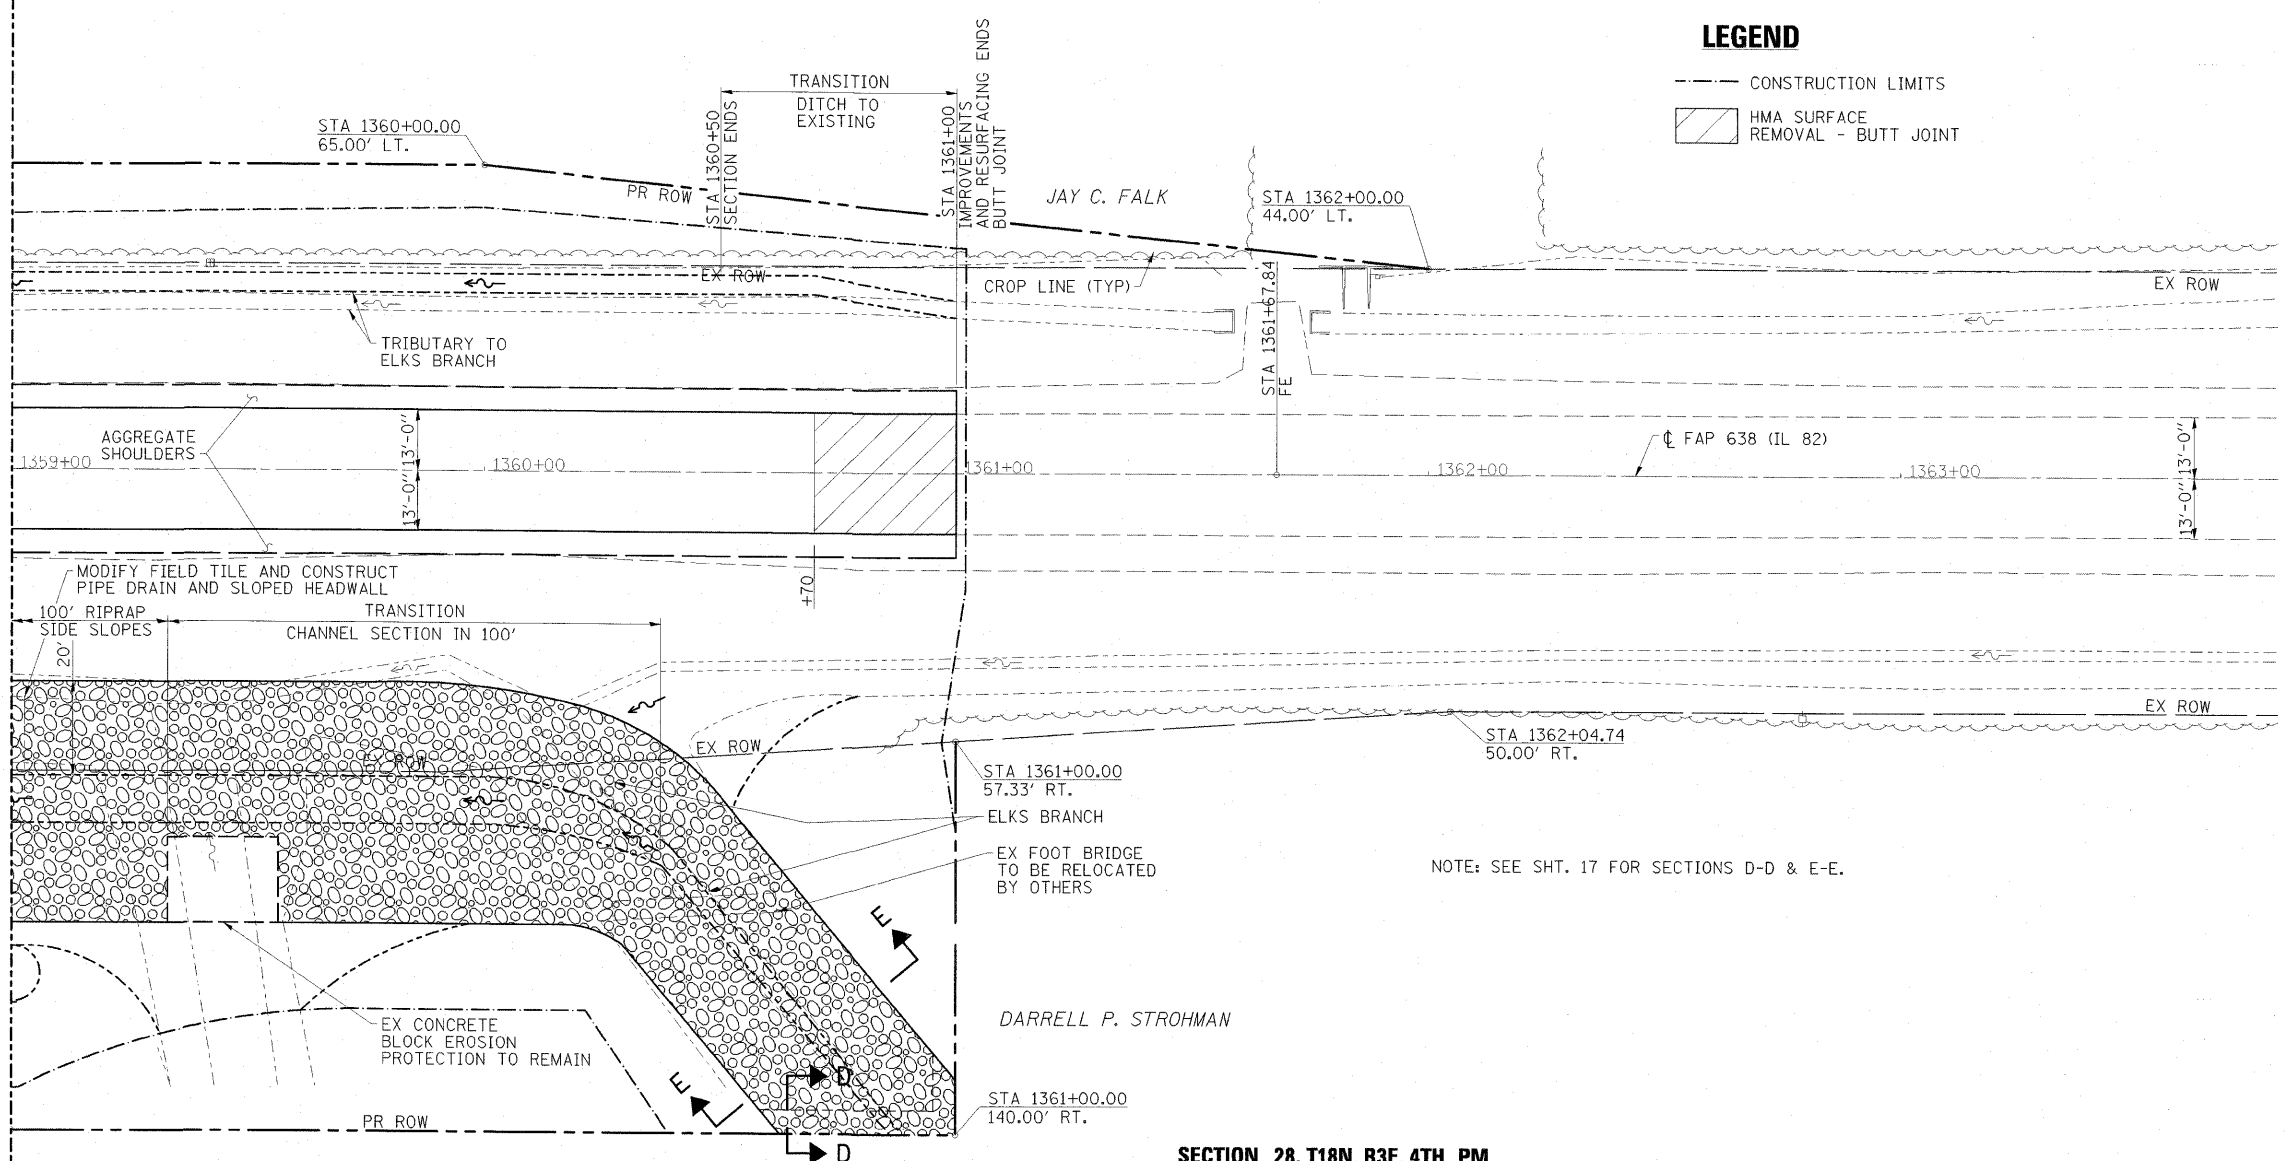 LEGEND
CONSTRUCTION LIMITS
HMA SURFACE
REMOVAL - BUTT JOINT
TRANSITION
DITCH TO
EXISTING
STA 1360+00.00
65.00' LT.
STA 1360+50
SECTION ENDS
STA 1361+00
IMPROVEMENTS
AND RESURFACING ENDS
BUTT JOINT
PR ROW
JAY C. FALK
STA 1362+00.00
44.00' LT.
EX ROW
CROP LINE (TYP)
EX ROW
STA 1361+67.84
FE
TRIBUTARY TO
ELKS BRANCH
AGGREGATE
SHOULDERS
13'-0"
13'-0"
1359+00
1360+00
1361+00
1362+00
1363+00
℄ FAP 638 (IL 82)
13'-0"
13'-0"
+70
MODIFY FIELD TILE AND CONSTRUCT
PIPE DRAIN AND SLOPED HEADWALL
100' RIPRAP
SIDE SLOPES
TRANSITION
CHANNEL SECTION IN 100'
20'
EX ROW
EX ROW
EX ROW
STA 1362+04.74
50.00' RT.
STA 1361+00.00
57.33' RT.
ELKS BRANCH
EX FOOT BRIDGE
TO BE RELOCATED
BY OTHERS
NOTE: SEE SHT. 17 FOR SECTIONS D-D & E-E.
E
E
DARRELL P. STROHMAN
EX CONCRETE
BLOCK EROSION
PROTECTION TO REMAIN
D
D
STA 1361+00.00
140.00' RT.
PR ROW
SECTION 28, T18N, R3E, 4TH PM